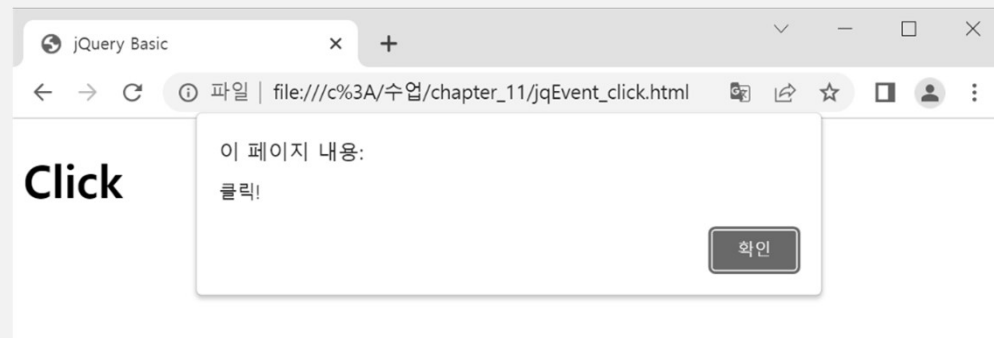 jQuery Basic
파일 | file:///c%3A/수업/chapter_11/jqEvent_click.html
이 페이지 내용:
Click
클릭!
확인